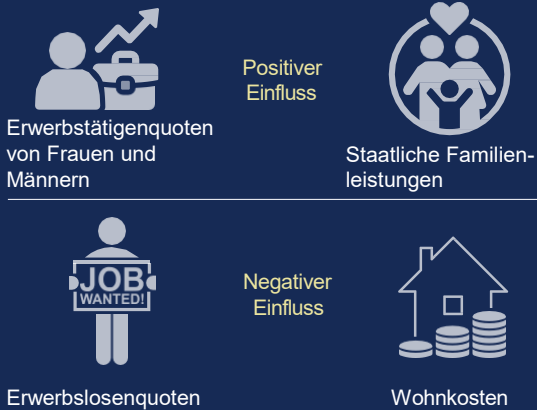 Positiver
Einfluss
Erwerbstätigenquoten
von Frauen und
Männern
Staatliche Familien-
leistungen
JOB
WANTED!
Negativer
Einfluss
Erwerbslosenquoten
Wohnkosten